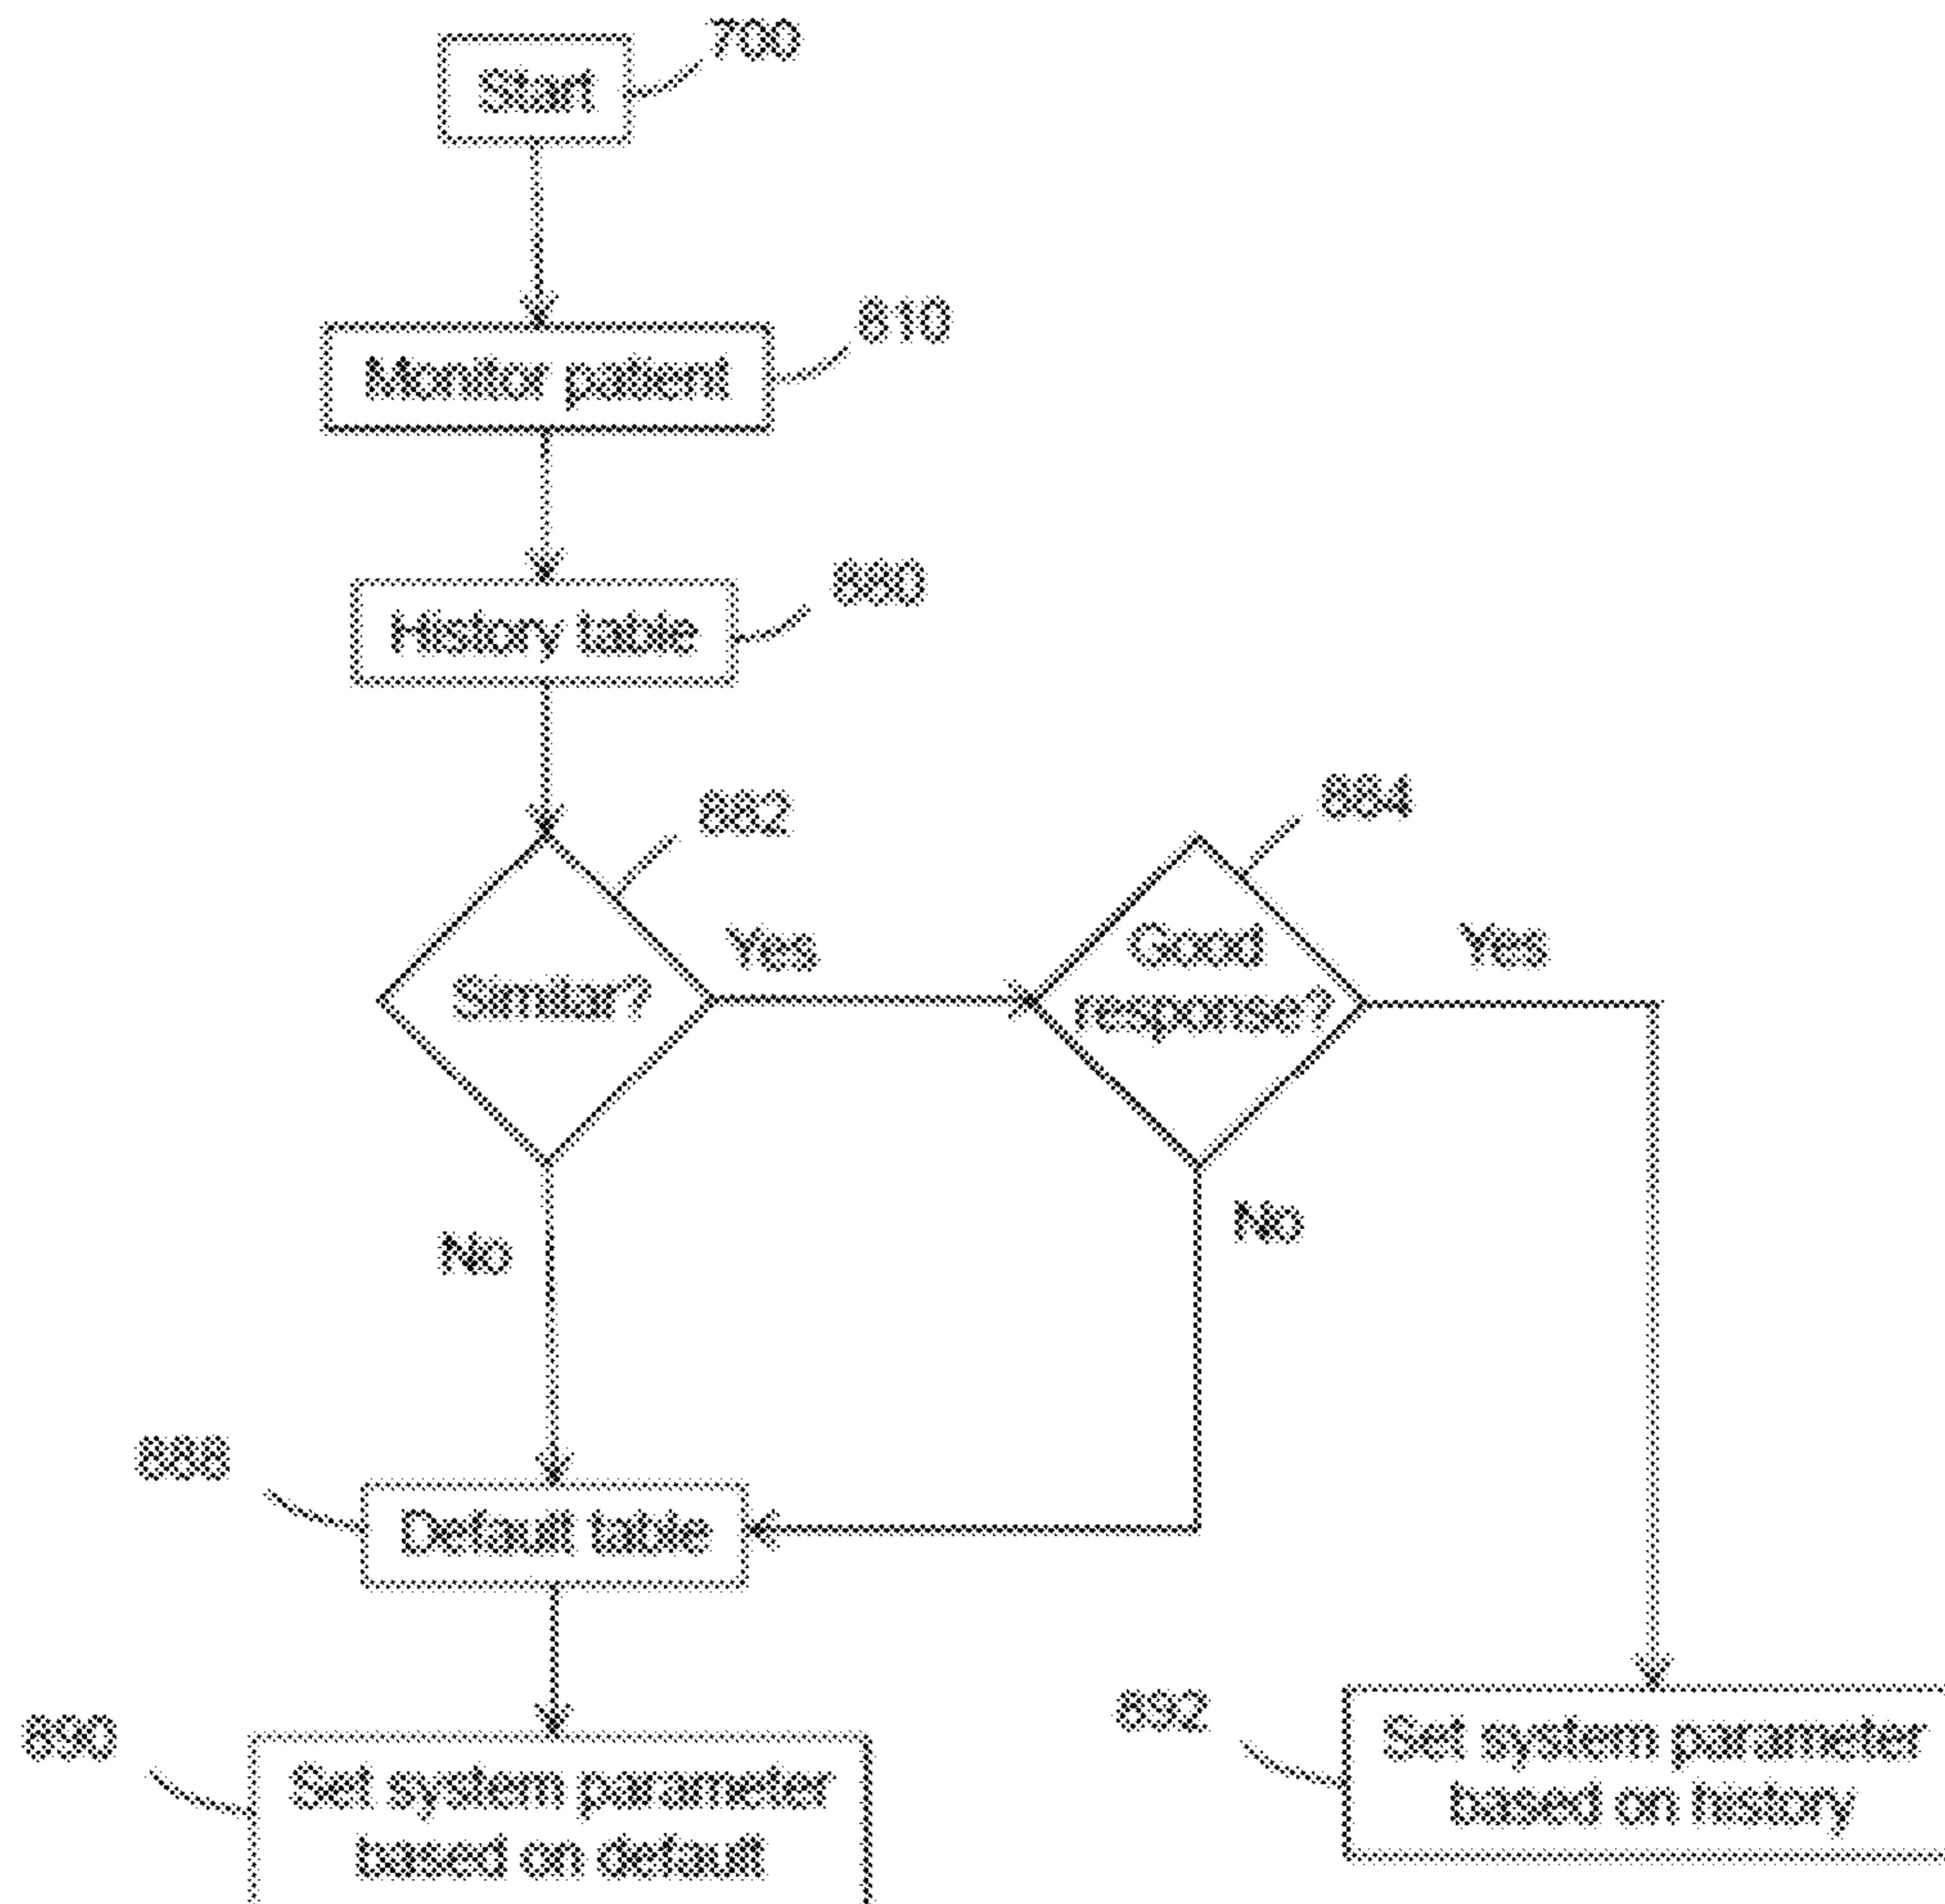 700
Start
810
Monitor patient
880
History table
882
884
Yes
Good
response?
Yes
Similar?
No
No
888
Default table
890
Set system parameter
based on default
892
Set system parameter
based on history